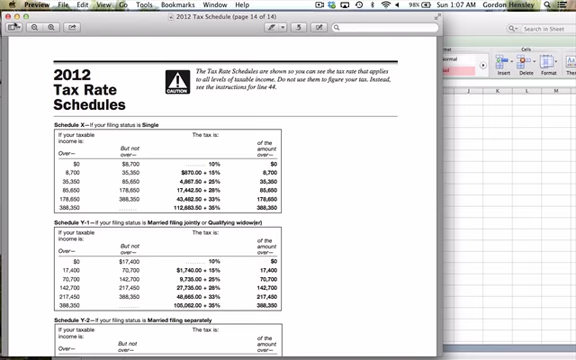 Preview File Edit View Go Tools Bookmarks Window Help
98% Sun 1:07 AM Gordon Hensley
2012 Tax Schedule (page 14 of 14)
Search in Sheet
Cells
Insert Delete Format
J K L M
2012
Tax Rate
Schedules
CAUTION
The Tax Rate Schedules are shown so you can see the tax rate that applies
to all levels of taxable income. Do not use them to figure your tax. Instead,
see the instructions for line 44.
Schedule X—If your filing status is Single
If your taxable income is: The tax is:
Over— But not over— of the amount over—
$0 $8,700 10% $0
8,700 35,350 $870.00 + 15% 8,700
35,350 85,650 4,867.50 + 25% 35,350
85,650 178,650 17,442.50 + 28% 85,650
178,650 388,350 43,482.50 + 33% 178,650
388,350 112,683.50 + 35% 388,350
Schedule Y-1—If your filing status is Married filing jointly or Qualifying widow(er)
If your taxable income is: The tax is:
Over— But not over— of the amount over—
$0 $17,400 10% $0
17,400 70,700 $1,740.00 + 15% 17,400
70,700 142,700 9,735.00 + 25% 70,700
142,700 217,450 27,735.00 + 28% 142,700
217,450 388,350 48,665.00 + 33% 217,450
388,350 105,062.00 + 35% 388,350
Schedule Y-2—If your filing status is Married filing separately
If your taxable income is: The tax is:
Over— But not over— of the amount over—